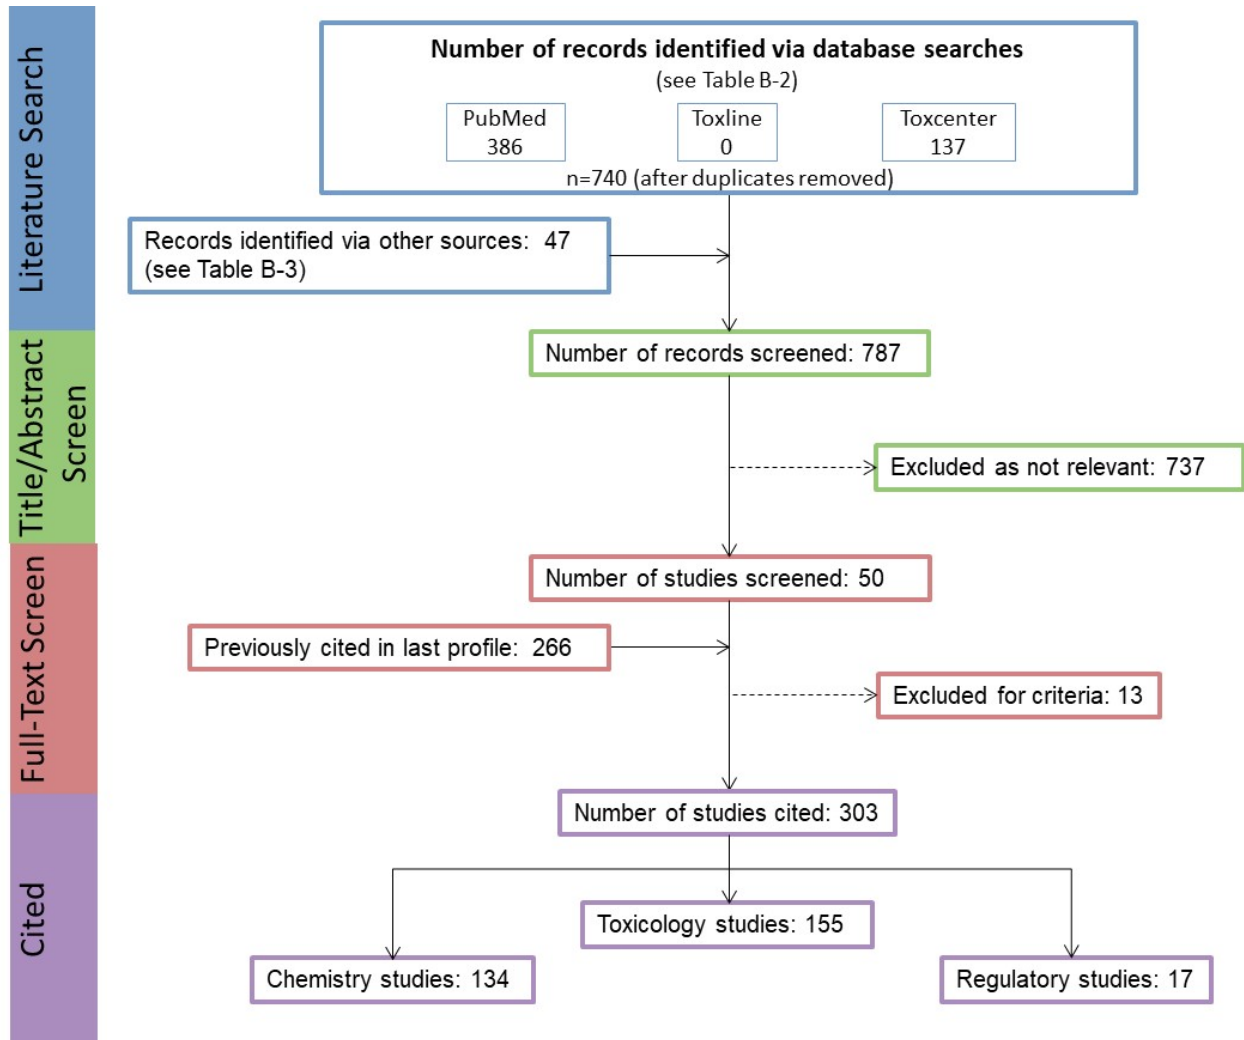 Literature Search
Number of records identified via database searches
(see Table B-2)
PubMed
386
Toxline
0
Toxcenter
137
n=740 (after duplicates removed)
Records identified via other sources: 47
(see Table B-3)
Title/Abstract
Screen
Number of records screened: 787
Excluded as not relevant: 737
Full-Text Screen
Number of studies screened: 50
Previously cited in last profile: 266
Excluded for criteria: 13
Cited
Number of studies cited: 303
Toxicology studies: 155
Chemistry studies: 134
Regulatory studies: 17